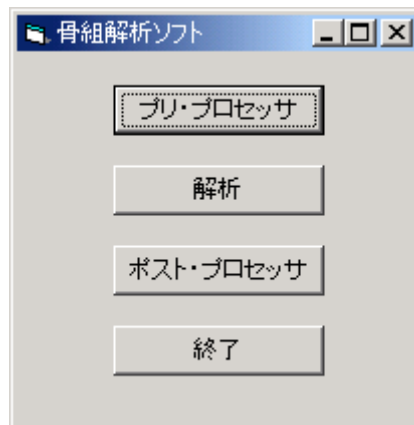 骨組解析ソフト
プリ・プロセッサ
解析
ポスト・プロセッサ
終了